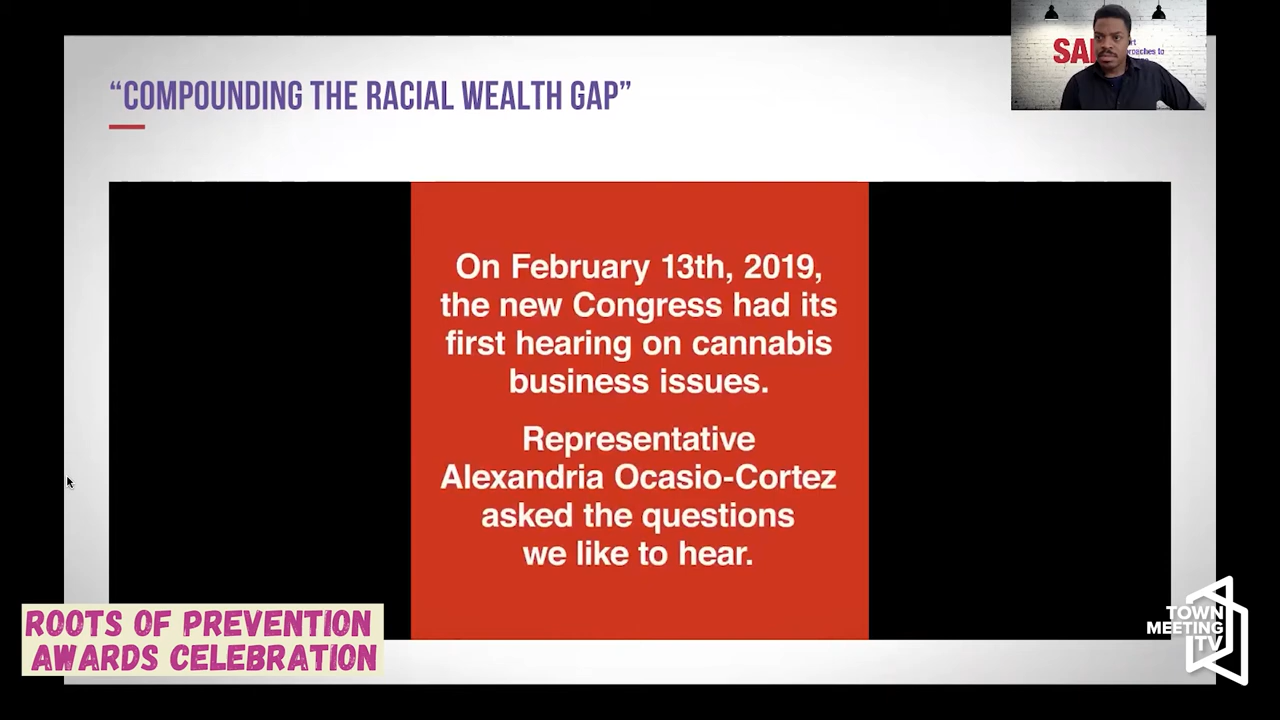 “COMPOUNDING THE RACIAL WEALTH GAP”
On February 13th, 2019,
the new Congress had its
first hearing on cannabis
business issues.
Representative
Alexandria Ocasio-Cortez
asked the questions
we like to hear.
ROOTS OF PREVENTION
AWARDS CELEBRATION
TOWN
MEETING
TV